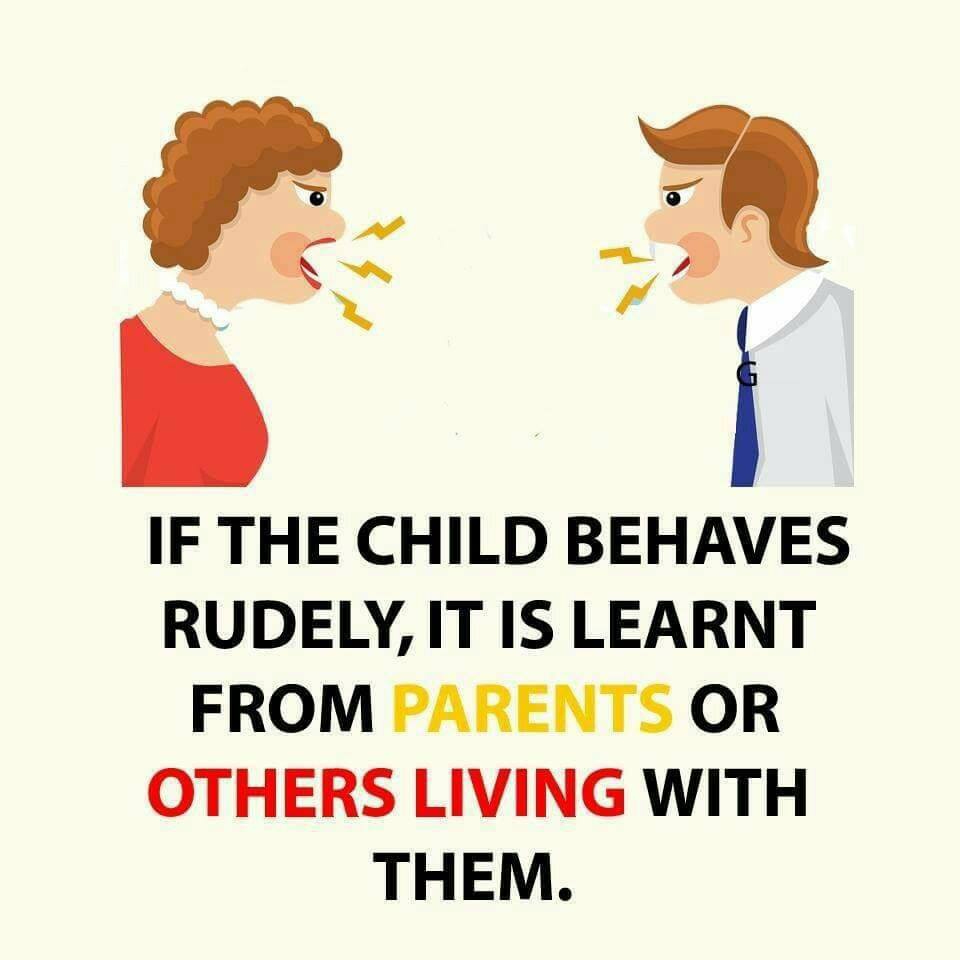 G
IF THE CHILD BEHAVES
RUDELY, IT IS LEARNT
FROM PARENTS OR
OTHERS LIVING WITH
THEM.